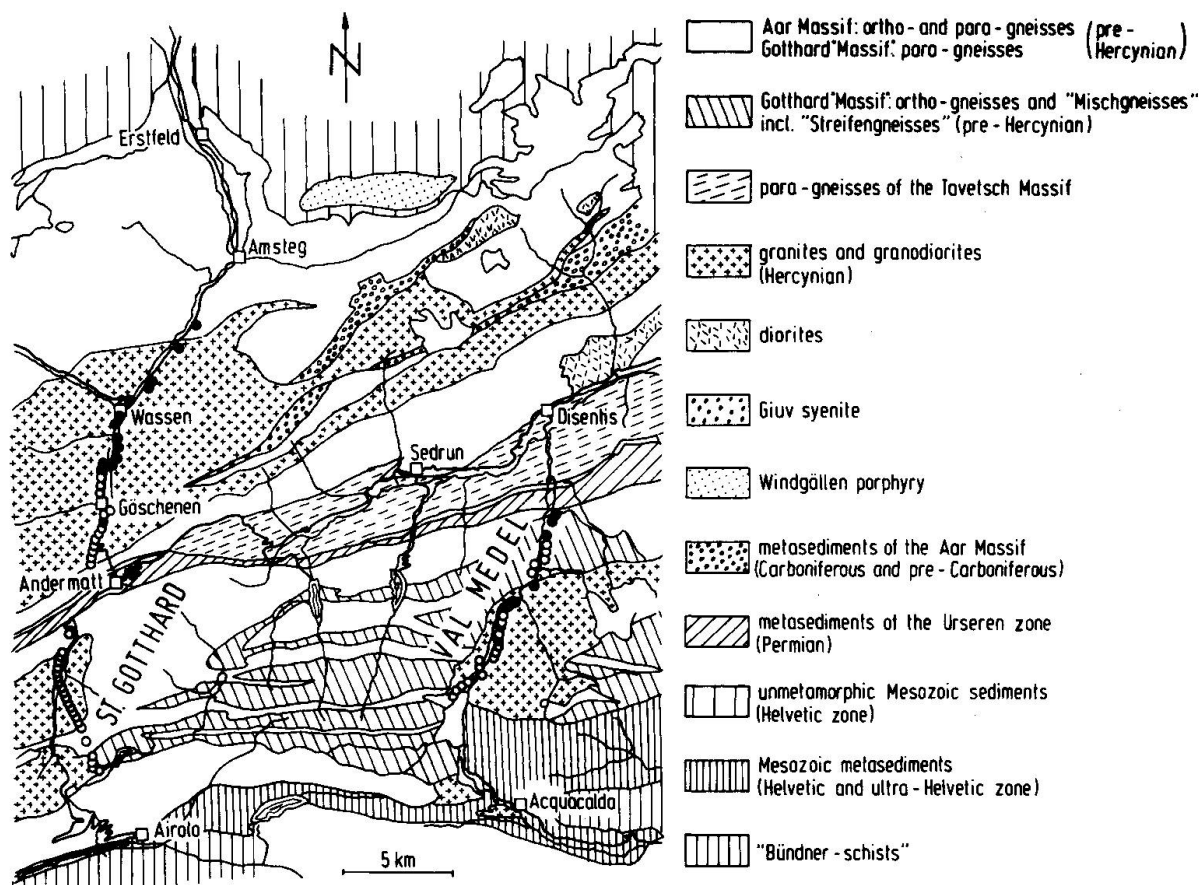 N
Erstfeld
Amsteg
Wassen
Göschenen
Andermatt
Sedrun
Disentis
ST. GOTTHARD
VAL MEDEL
Airolo
Acquacalda
5 km
Aar Massif: ortho- and para-gneisses (pre-
Gotthard "Massif": para-gneisses Hercynian)
Gotthard "Massif": ortho-gneisses and "Mischgneisses"
incl. "Streifengneisses" (pre-Hercynian)
para-gneisses of the Tavetsch Massif
granites and granodiorites
(Hercynian)
diorites
Giuv syenite
Windgällen porphyry
metasediments of the Aar Massif
(Carboniferous and pre-Carboniferous)
metasediments of the Urseren zone
(Permian)
unmetamorphic Mesozoic sediments
(Helvetic zone)
Mesozoic metasediments
(Helvetic and ultra-Helvetic zone)
"Bündner-schists"